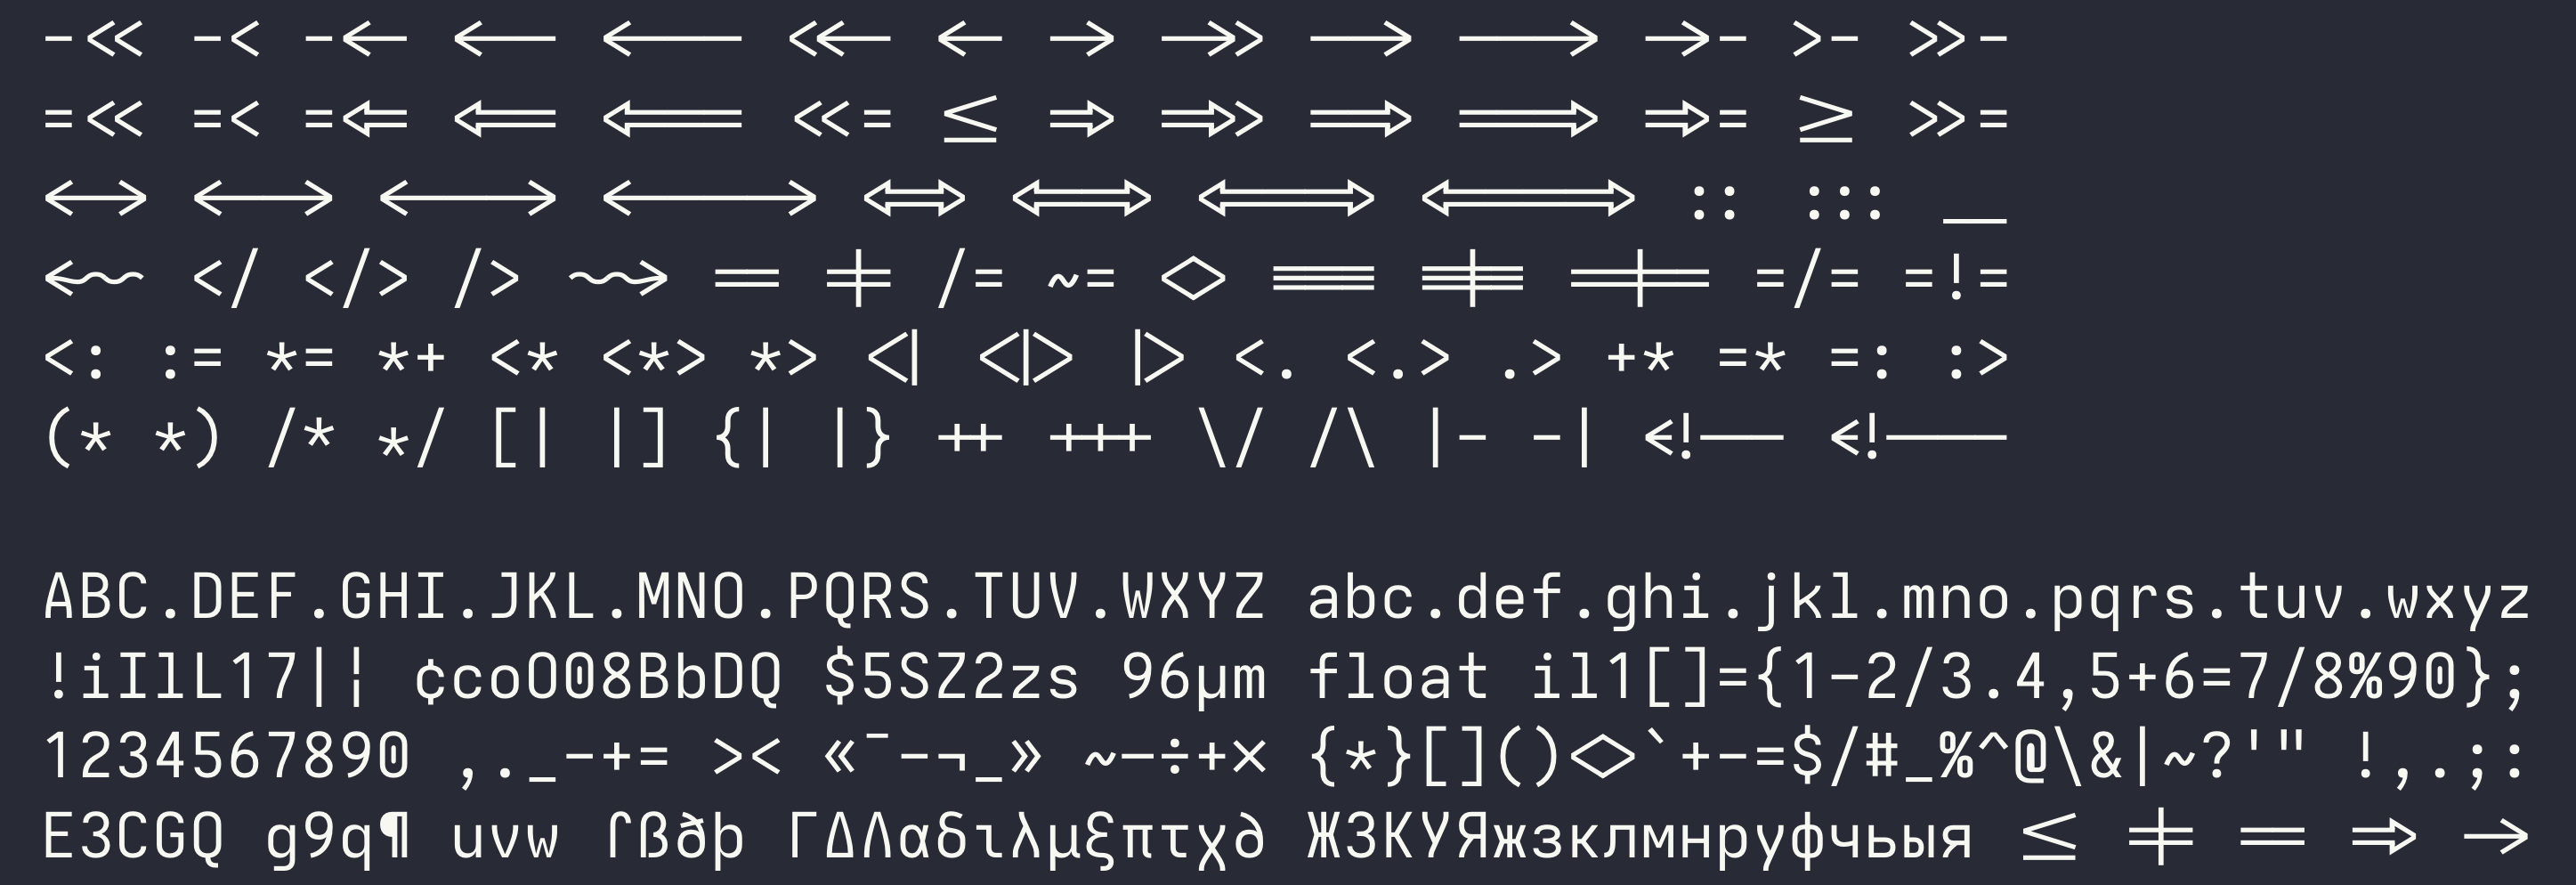 -<< -< -<- <-- <--- <<- <- -> ->> --> ---> ->- >- >>-
=<< =< =<= <== <=== <<= <= => =>> ==> ===> =>= >= >>=
<-> <--> <---> <----> <=> <==> <===> <====> :: ::: __
<~~ </ </> /> ~~> == != /= ~= <> === !== !=== =/= =!=
<: := *= *+ <* <*> *> <| <|> |> <. <.> .> +* =* =: :>
(* *) /* */ [| |] {| |} ++ +++ \/ /\ |- -| <!-- <!---
ABC.DEF.GHI.JKL.MNO.PQRS.TUV.WXYZ abc.def.ghi.jkl.mno.pqrs.tuv.wxyz
!iIlL17|¦ ¢coO08BbDQ $5SZ2zs 96µm float il1[]={1-2/3.4,5+6=7/8%90};
1234567890 ,._-+= >< «¯-¬_» ~–÷+× {*}[]()<>`+-=$/#_%^@\&|~?'" !,.;:
E3CGQ g9q¶ uvw ſßðþ ΓΔΛαδιλμξπτχ∂ ЖЗКУЯжзклмнруфчьыя <= != == => ->